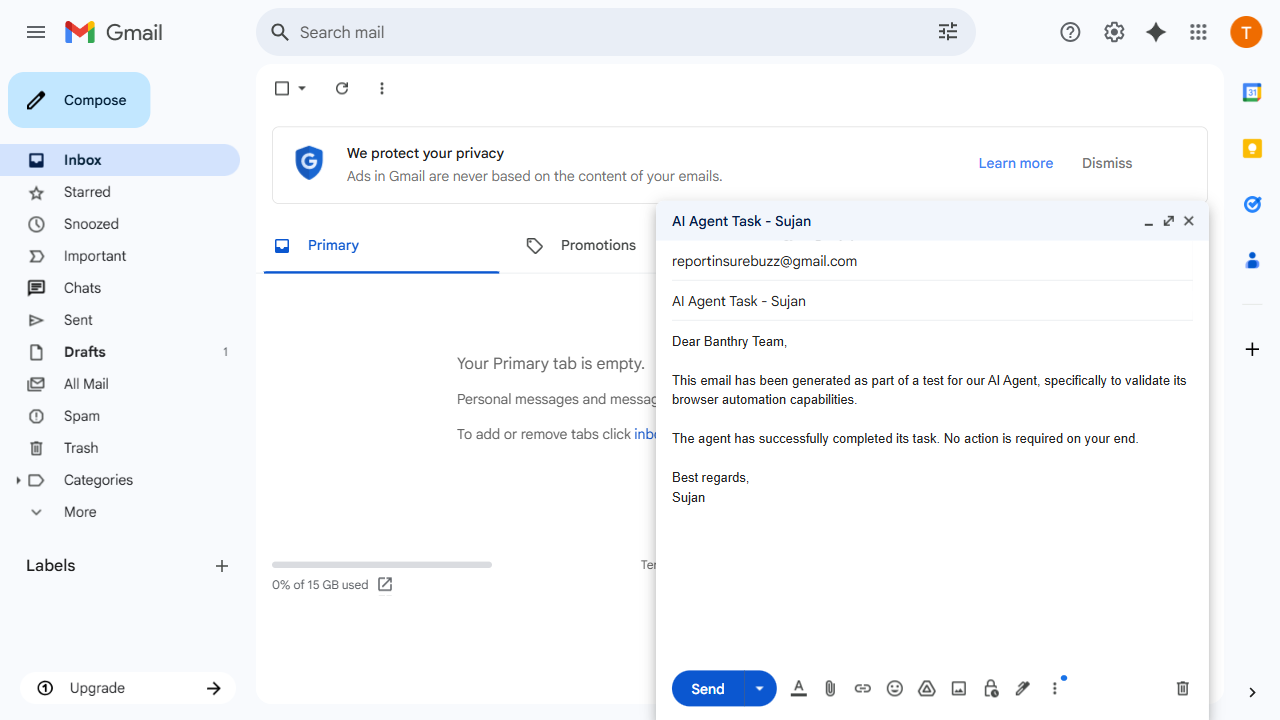 Gmail
Search mail
T
Compose
Inbox
Starred
Snoozed
Important
Chats
Sent
Drafts 1
All Mail
Spam
Trash
Categories
More
Labels
Upgrade
We protect your privacy
Ads in Gmail are never based on the content of your emails.
Learn more
Dismiss
Primary
Promotions
Your Primary tab is empty.
Personal messages and messag
To add or remove tabs click inbo
0% of 15 GB used
Ter
AI Agent Task - Sujan
reportinsurebuzz@gmail.com
AI Agent Task - Sujan
Dear Banthry Team,
This email has been generated as part of a test for our AI Agent, specifically to validate its
browser automation capabilities.
The agent has successfully completed its task. No action is required on your end.
Best regards,
Sujan
Send
31